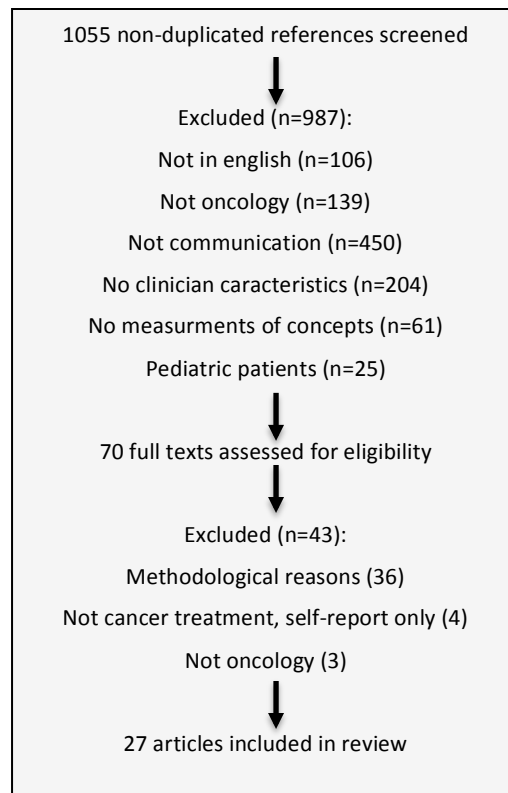 1055 non-duplicated references screened
Excluded (n=987):
Not in english (n=106)
Not oncology (n=139)
Not communication (n=450)
No clinician caracteristics (n=204)
No measurments of concepts (n=61)
Pediatric patients (n=25)
70 full texts assessed for eligibility
Excluded (n=43):
Methodological reasons (36)
Not cancer treatment, self-report only (4)
Not oncology (3)
27 articles included in review